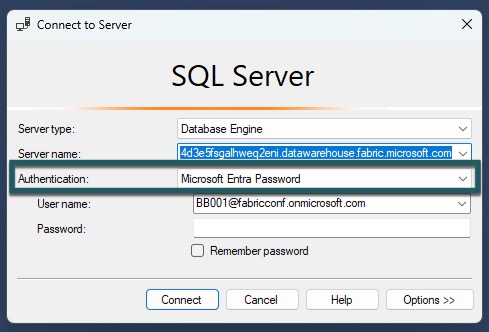 Connect to Server
SQL Server
Server type: Database Engine
Server name: 4d3e5fsgalhweq2eni.datawarehouse.fabric.microsoft.com
Authentication: Microsoft Entra Password
User name: BB001@fabricconf.onmicrosoft.com
Password:
Remember password
Connect Cancel Help Options >>